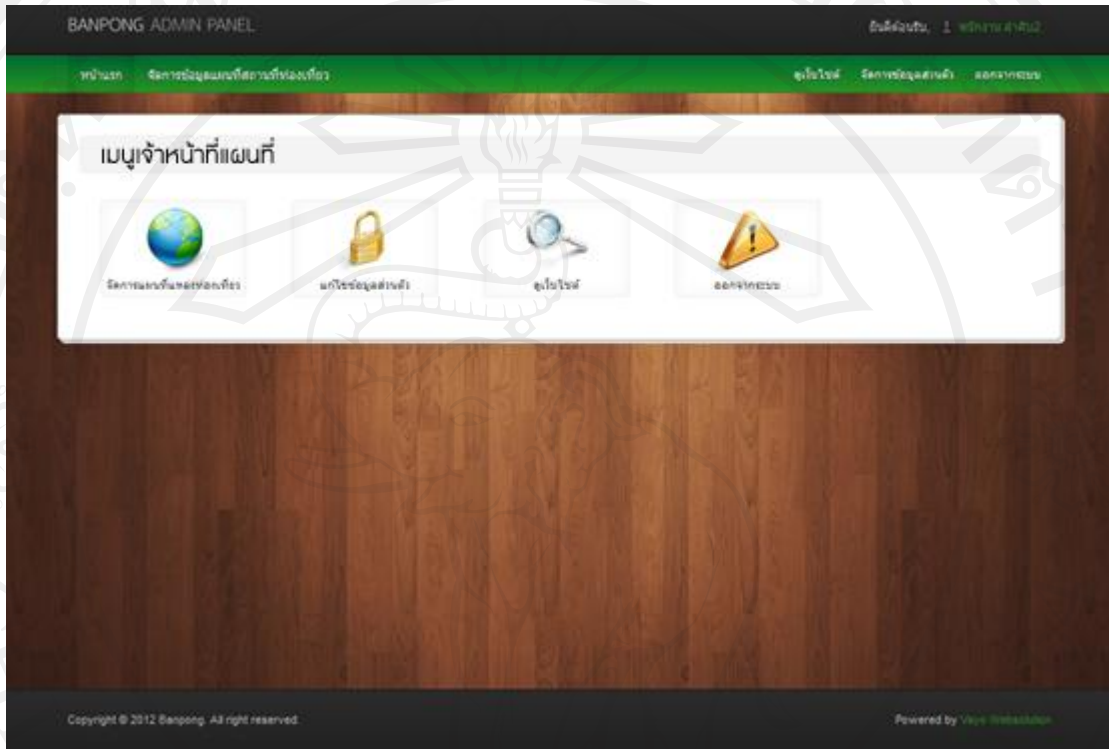 BANPONG ADMIN PANEL
ยินดีต้อนรับ,
หน้าแรก จัดการข้อมูลแผนที่สถานที่ท่องเที่ยว ดูเว็บไซต์ จัดการข้อมูลส่วนตัว ออกจากระบบ
เมนูเจ้าหน้าที่แผนที่
จัดการแผนที่แหล่งท่องเที่ยว แก้ไขข้อมูลส่วนตัว ดูเว็บไซต์ ออกจากระบบ
Copyright © 2012 Banpong. All right reserved. Powered by